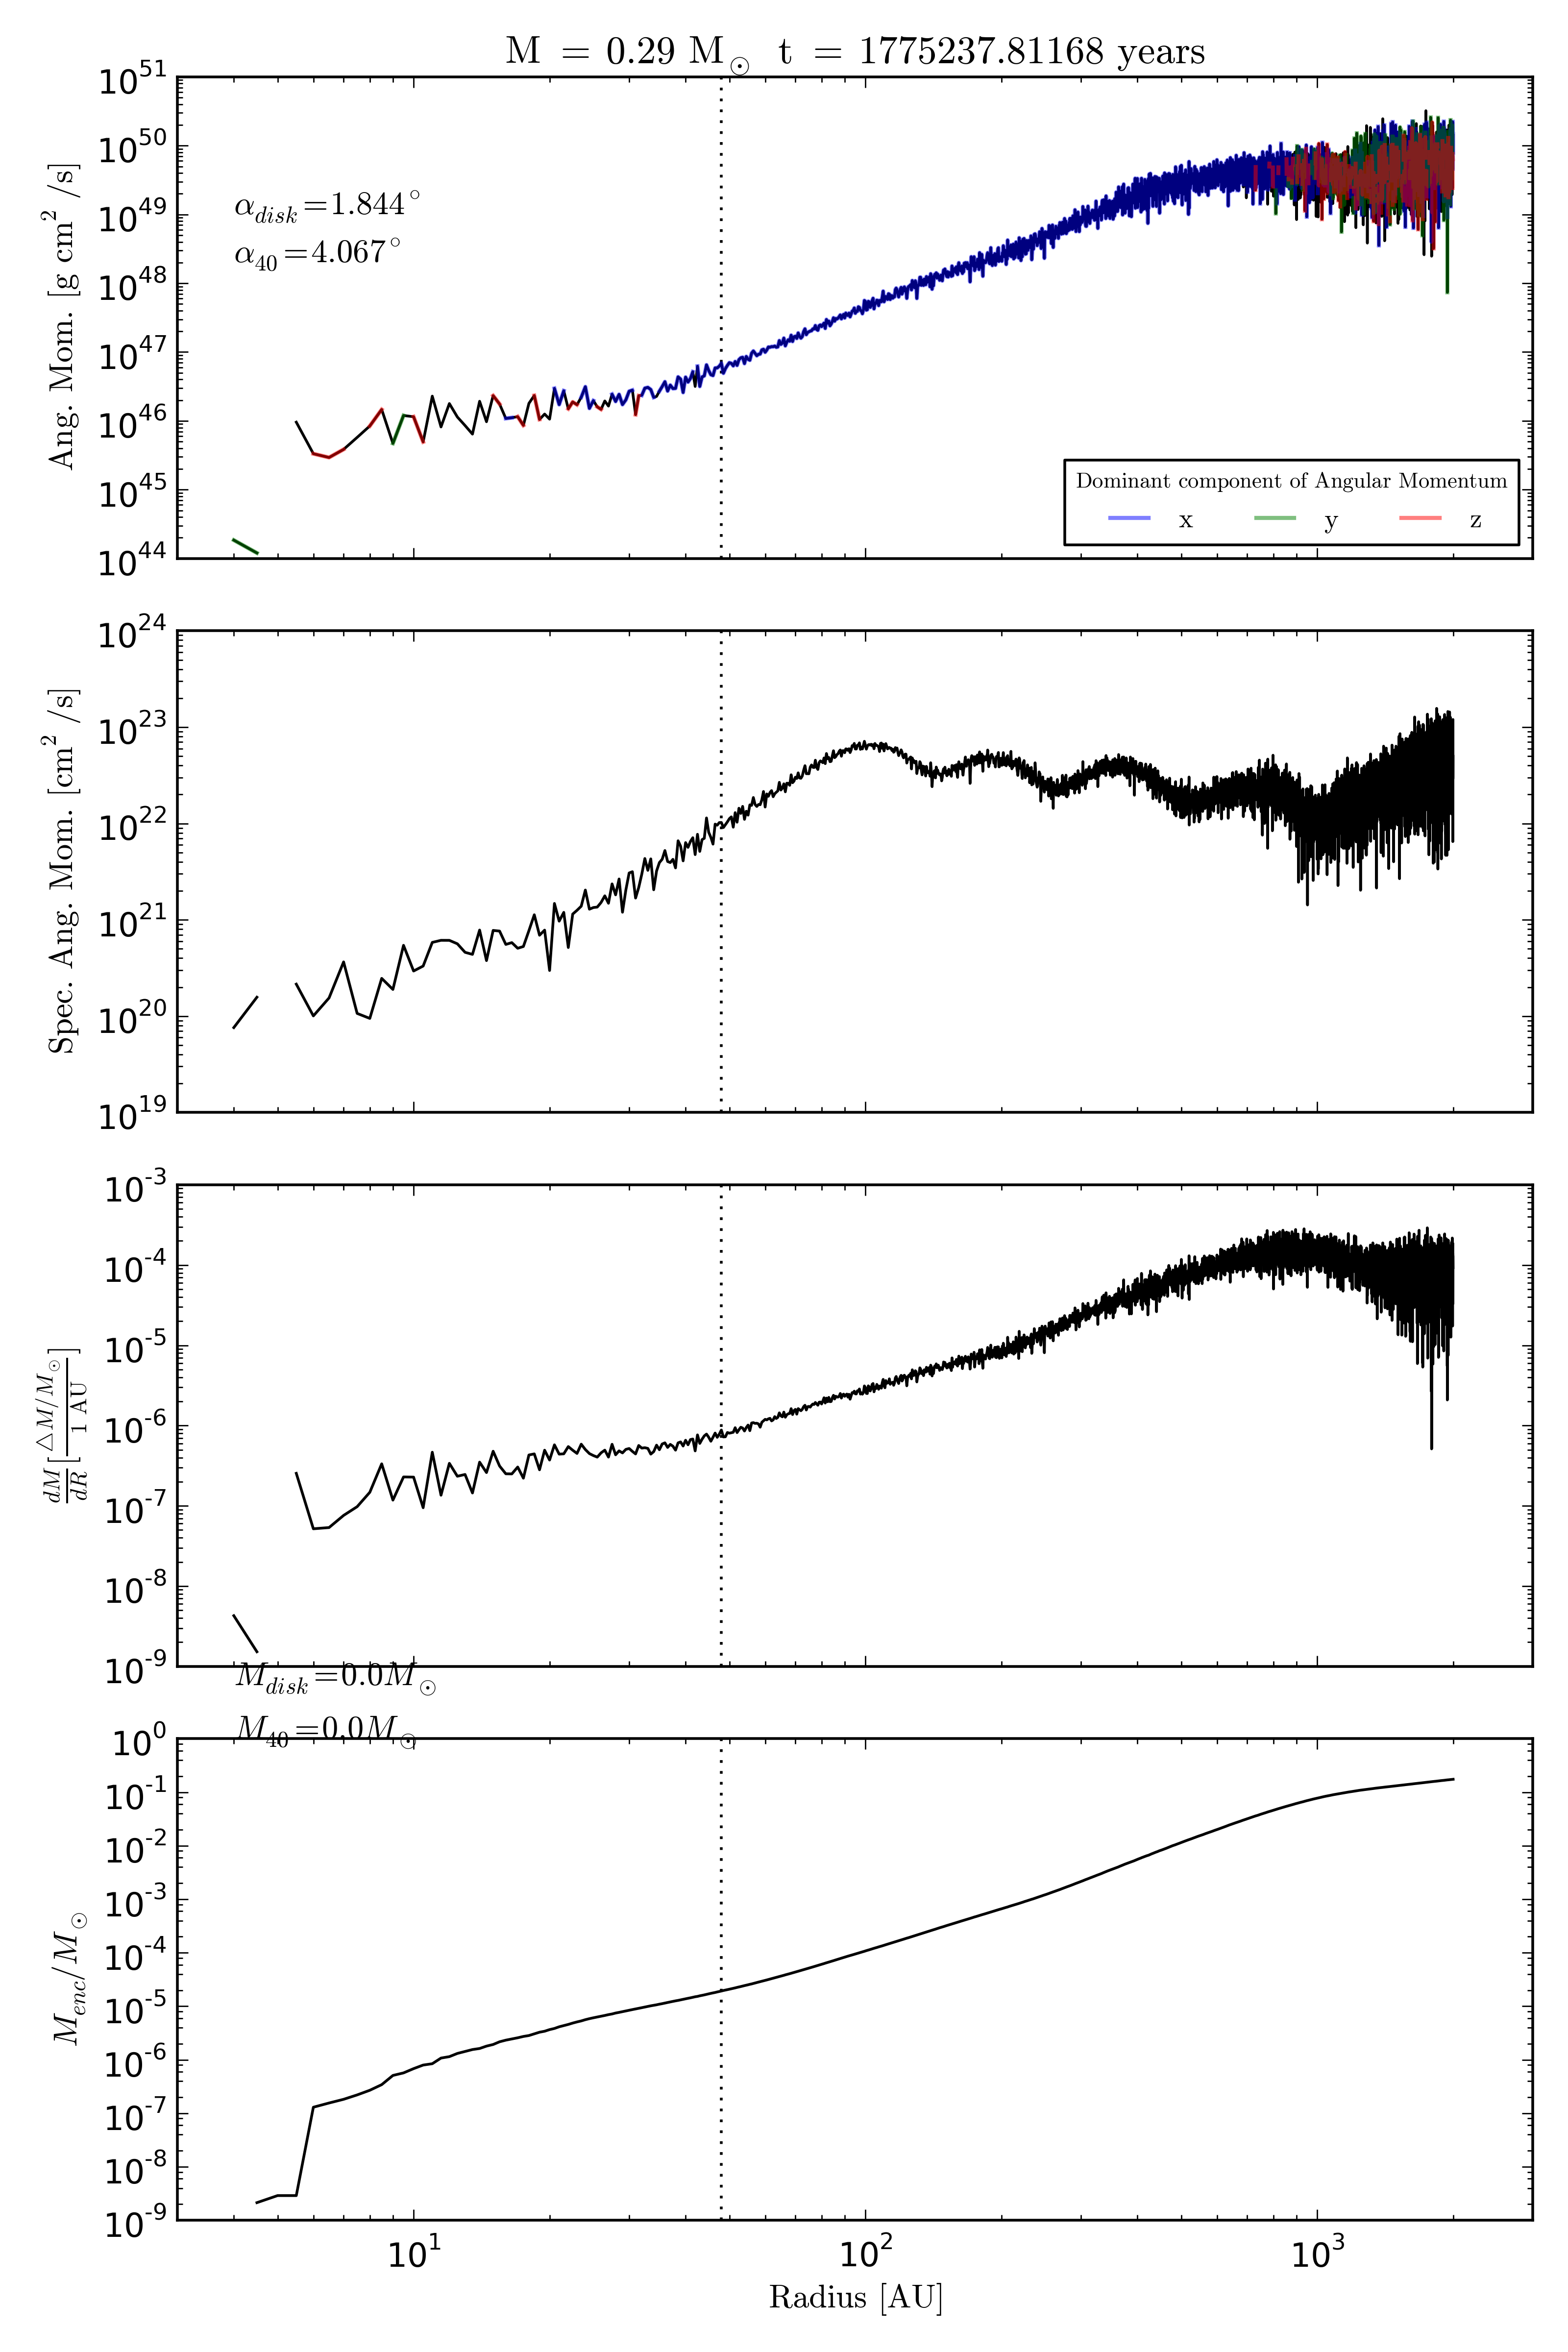 M = 0.29 M⊙ t = 1775237.81168 years
10^51
10^50
10^49
10^48
10^47
10^46
10^45
10^44
Ang. Mom. [g cm^2 /s]
α_disk=1.844°
α_40=4.067°
Dominant component of Angular Momentum
x y z
10^24
10^23
10^22
10^21
10^20
10^19
Spec. Ang. Mom. [cm^2 /s]
10^-3
10^-4
10^-5
10^-6
10^-7
10^-8
10^-9
dM/dR [△M/M⊙ / 1 AU]
M_disk=0.0M⊙
M_40=0.0M⊙
10^0
10^-1
10^-2
10^-3
10^-4
10^-5
10^-6
10^-7
10^-8
10^-9
M_enc/M⊙
10^1 10^2 10^3
Radius [AU]